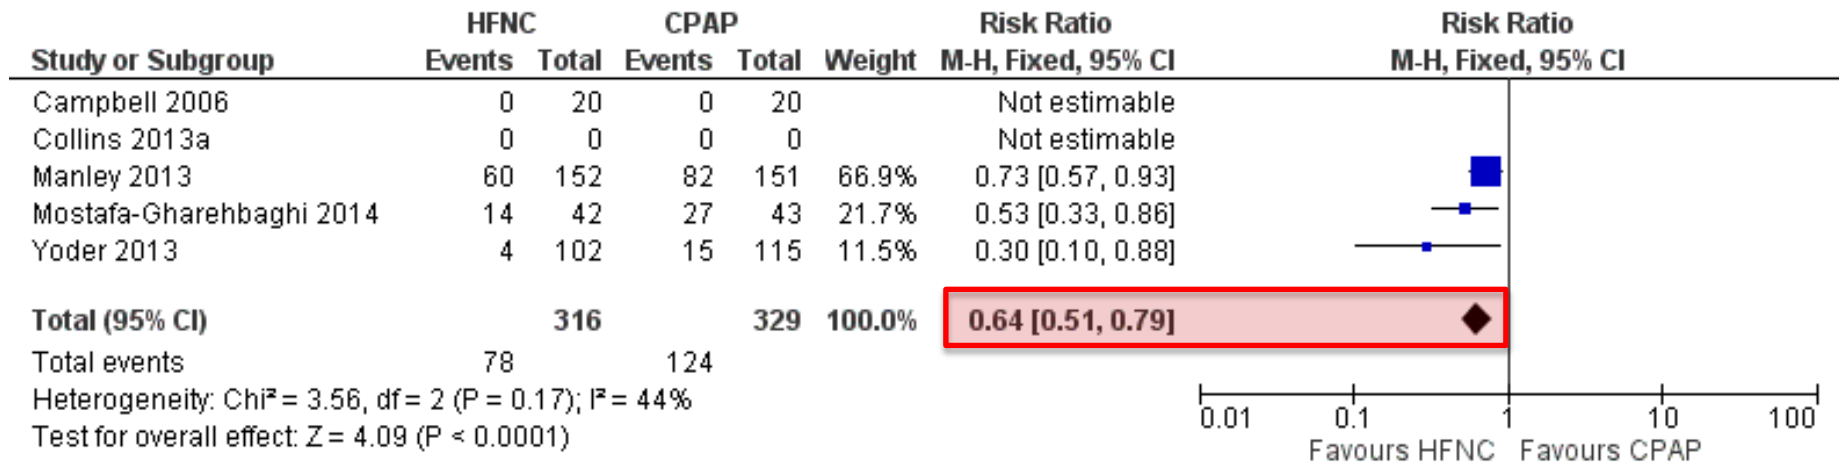 HFNC CPAP Risk Ratio Risk Ratio
Study or Subgroup Events Total Events Total Weight M-H, Fixed, 95% CI M-H, Fixed, 95% CI
Campbell 2006 0 20 0 20 Not estimable
Collins 2013a 0 0 0 0 Not estimable
Manley 2013 60 152 82 151 66.9% 0.73 [0.57, 0.93]
Mostafa-Gharehbaghi 2014 14 42 27 43 21.7% 0.53 [0.33, 0.86]
Yoder 2013 4 102 15 115 11.5% 0.30 [0.10, 0.88]
Total (95% CI) 316 329 100.0% 0.64 [0.51, 0.79]
Total events 78 124
Heterogeneity: Chi² = 3.56, df = 2 (P = 0.17); I² = 44%
Test for overall effect: Z = 4.09 (P < 0.0001)
0.01 0.1 1 10 100
Favours HFNC Favours CPAP